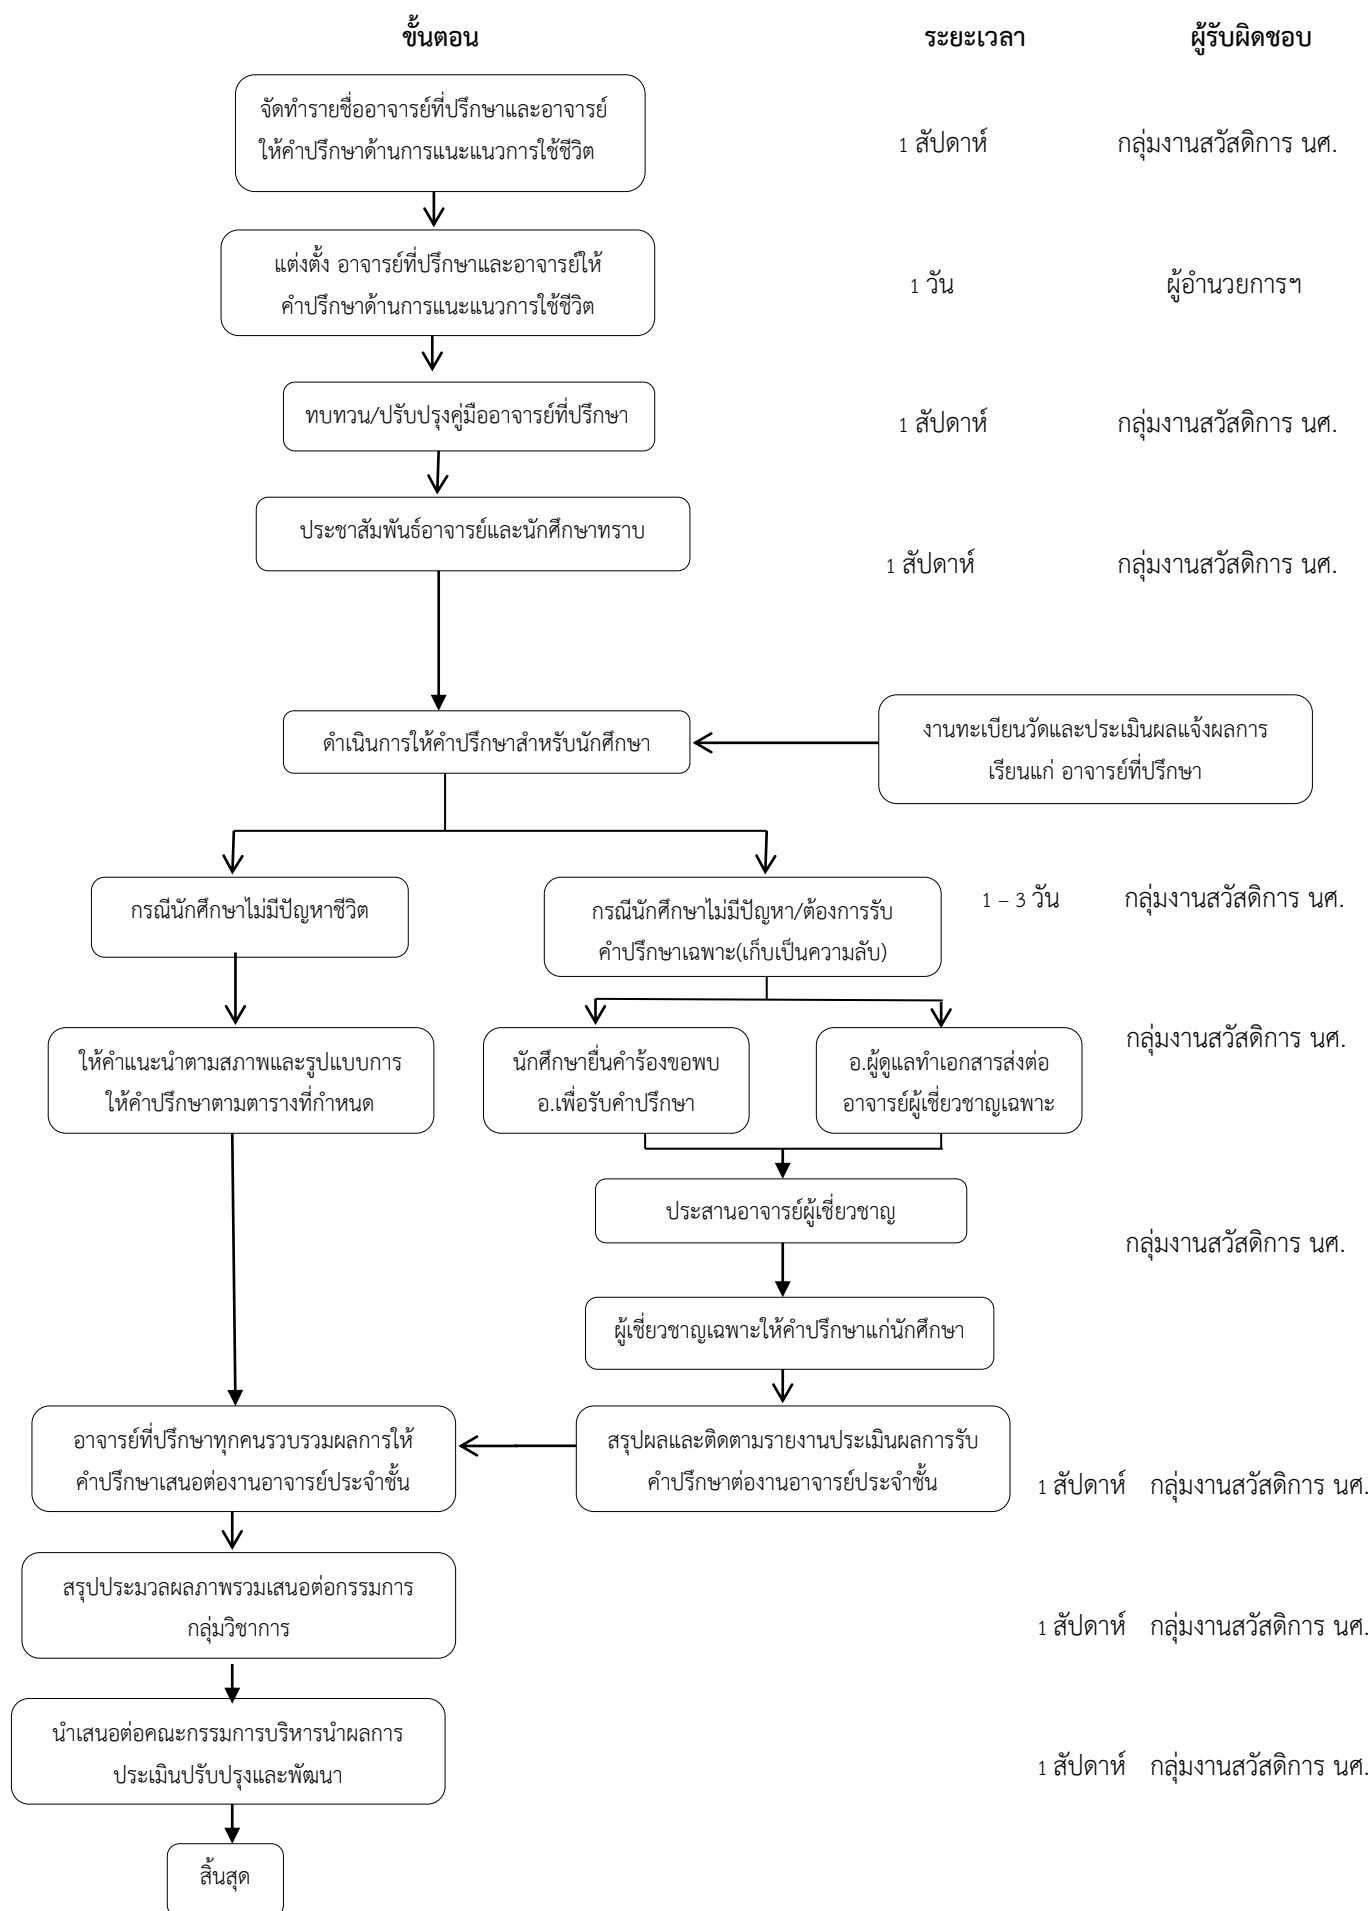 ขั้นตอน ระยะเวลา ผู้รับผิดชอบ
จัดทำรายชื่ออาจารย์ที่ปรึกษาและอาจารย์
ให้คำปรึกษาด้านการแนะแนวการใช้ชีวิต
1 สัปดาห์ กลุ่มงานสวัสดิการ นศ.
แต่งตั้ง อาจารย์ที่ปรึกษาและอาจารย์ให้
คำปรึกษาด้านการแนะแนวการใช้ชีวิต
1 วัน ผู้อำนวยการฯ
ทบทวน/ปรับปรุงคู่มืออาจารย์ที่ปรึกษา
1 สัปดาห์ กลุ่มงานสวัสดิการ นศ.
ประชาสัมพันธ์อาจารย์และนักศึกษาทราบ
1 สัปดาห์ กลุ่มงานสวัสดิการ นศ.
ดำเนินการให้คำปรึกษาสำหรับนักศึกษา
งานทะเบียนวัดและประเมินผลแจ้งผลการ
เรียนแก่ อาจารย์ที่ปรึกษา
กรณีนักศึกษาไม่มีปัญหาชีวิต
กรณีนักศึกษาไม่มีปัญหา/ต้องการรับ
คำปรึกษาเฉพาะ(เก็บเป็นความลับ)
1 – 3 วัน กลุ่มงานสวัสดิการ นศ.
ให้คำแนะนำตามสภาพและรูปแบบการ
ให้คำปรึกษาตามตารางที่กำหนด
นักศึกษายื่นคำร้องขอพบ
อ.เพื่อรับคำปรึกษา
อ.ผู้ดูแลทำเอกสารส่งต่อ
อาจารย์ผู้เชี่ยวชาญเฉพาะ
กลุ่มงานสวัสดิการ นศ.
ประสานอาจารย์ผู้เชี่ยวชาญ
กลุ่มงานสวัสดิการ นศ.
ผู้เชี่ยวชาญเฉพาะให้คำปรึกษาแก่นักศึกษา
อาจารย์ที่ปรึกษาทุกคนรวบรวมผลการให้
คำปรึกษาเสนอต่องานอาจารย์ประจำชั้น
สรุปผลและติดตามรายงานประเมินผลการรับ
คำปรึกษาต่องานอาจารย์ประจำชั้น
1 สัปดาห์ กลุ่มงานสวัสดิการ นศ.
สรุปประมวลผลภาพรวมเสนอต่อกรรมการ
กลุ่มวิชาการ
1 สัปดาห์ กลุ่มงานสวัสดิการ นศ.
นำเสนอต่อคณะกรรมการบริหารนำผลการ
ประเมินปรับปรุงและพัฒนา
1 สัปดาห์ กลุ่มงานสวัสดิการ นศ.
สิ้นสุด